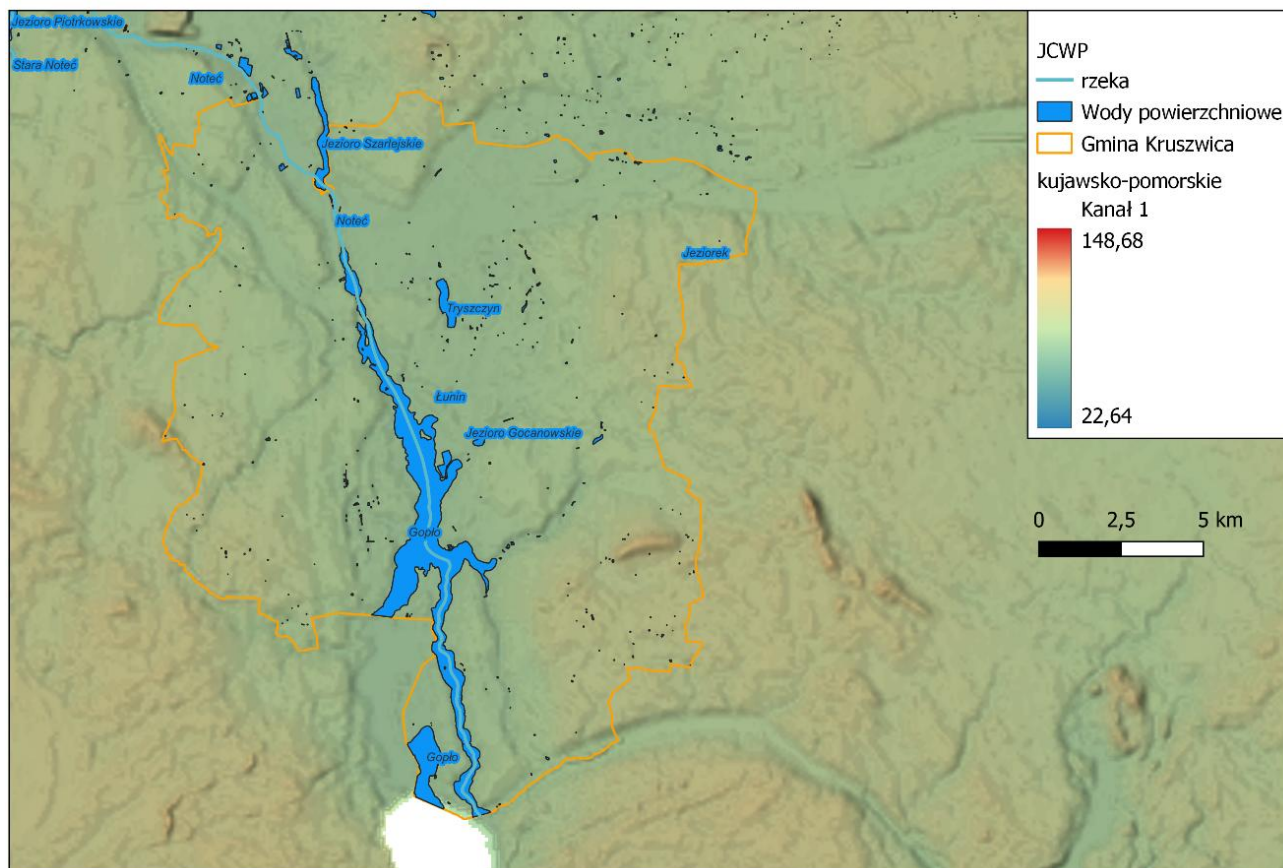 Jezioro Piotrkowskie
Stara Noteć
Noteć
Jezioro Szarlejskie
Noteć
Jeziorek
Tryszczyn
Łunin
Jezioro Gocanowskie
Gopło
Gopło
JCWP
rzeka
Wody powierzchniowe
Gmina Kruszwica
kujawsko-pomorskie
Kanał 1
148,68
22,64
0 2,5 5 km